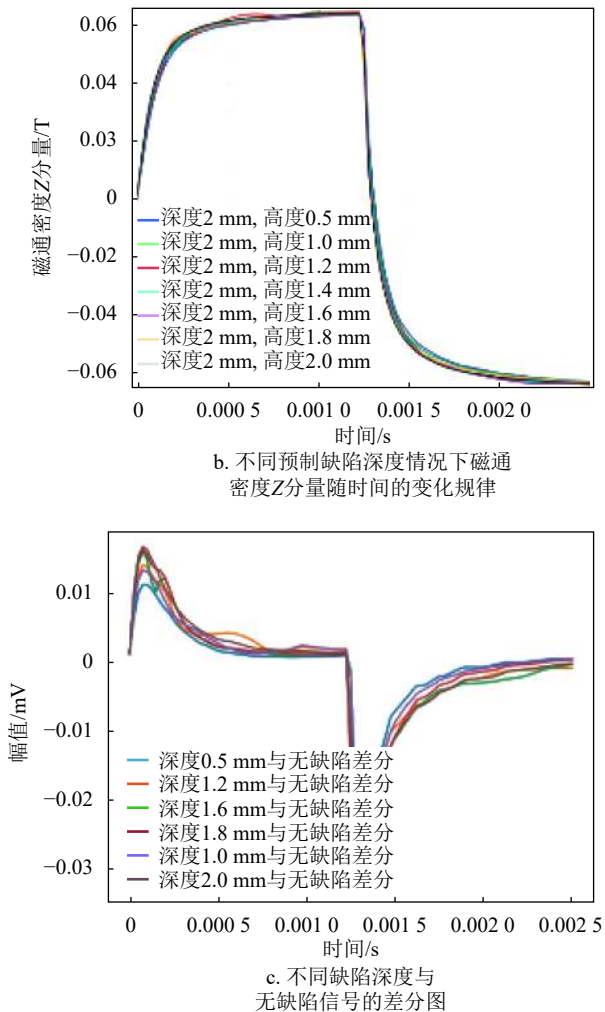 0.06
0.04
0.03
0
−0.02
−0.04
−0.06
磁通密度Z分量/T
深度2 mm, 高度0.5 mm
深度2 mm, 高度1.0 mm
深度2 mm, 高度1.2 mm
深度2 mm, 高度1.4 mm
深度2 mm, 高度1.6 mm
深度2 mm, 高度1.8 mm
深度2 mm, 高度2.0 mm
0 0.000 5 0.001 0 0.001 5 0.002 0
时间/s
b. 不同预制缺陷深度情况下磁通
密度Z分量随时间的变化规律
0.01
0
−0.01
−0.02
−0.03
幅值/mV
深度0.5 mm与无缺陷差分
深度1.2 mm与无缺陷差分
深度1.6 mm与无缺陷差分
深度1.8 mm与无缺陷差分
深度1.0 mm与无缺陷差分
深度2.0 mm与无缺陷差分
0 0.000 5 0.001 0 0.001 5 0.002 0 0.002 5
时间/s
c. 不同缺陷深度与
无缺陷信号的差分图